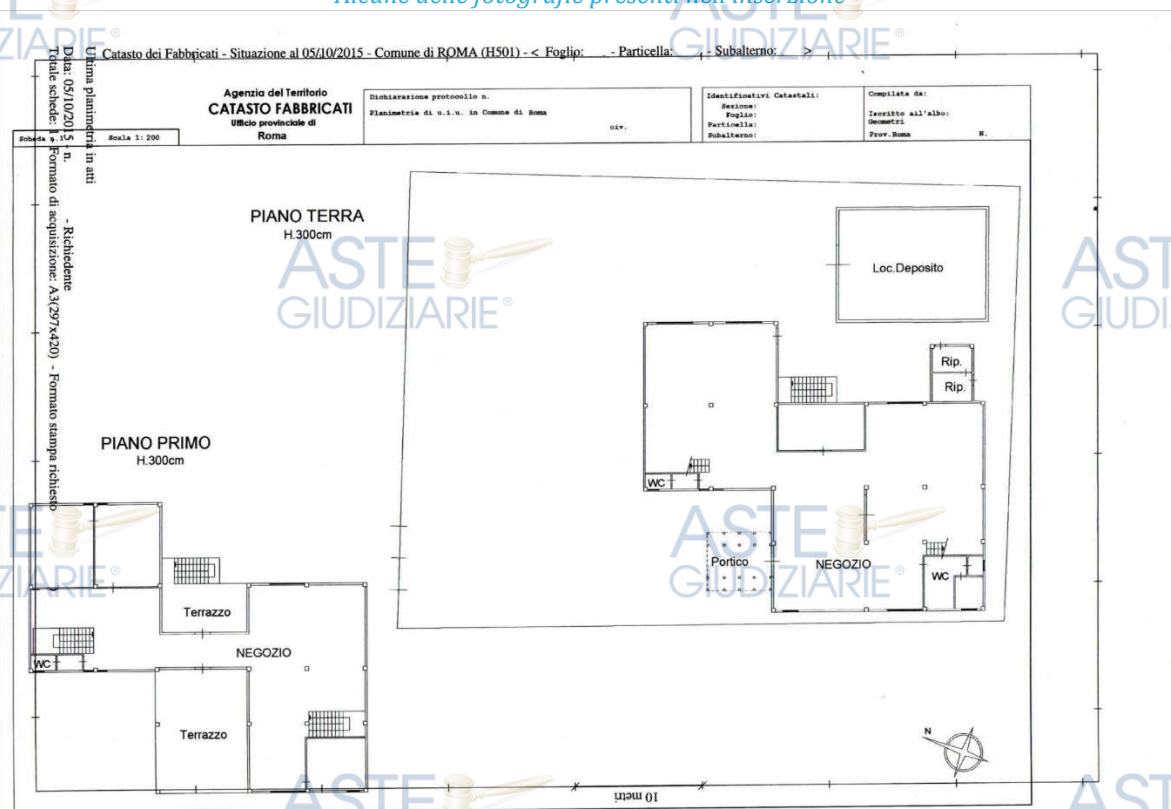 Alcune delle fotografie presenti nell'inserzione
Catasto dei Fabbricati - Situazione al 05/10/2015 - Comune di ROMA (H501) - < Foglio: - Particella: - Subalterno: >
Ultima planimetria in atti
Data: 05/10/2015 - n. - Richiedente
Totale schede: 1 - Formato di acquisizione: A3(297x420) - Formato stampa richiesto
Agenzia del Territorio
CATASTO FABBRICATI
Ufficio provinciale di
Roma
Scheda n. 1
Scala 1: 200
Dichiarazione protocollo n.
Planimetria di u.i.u. in Comune di Roma
civ.
Identificativi Catastali:
Sezione:
Foglio:
Particella:
Subalterno:
Compilata da:
Iscritto all'albo:
Geometri
Prov.Roma N.
PIANO TERRA
H.300cm
Loc.Deposito
Rip.
Rip.
WC
Portico
NEGOZIO
WC
PIANO PRIMO
H.300cm
Terrazzo
NEGOZIO
WC
Terrazzo
N
10 metri
ASTE
GIUDIZIARIE®
ASTE
GIUDIZIARIE®